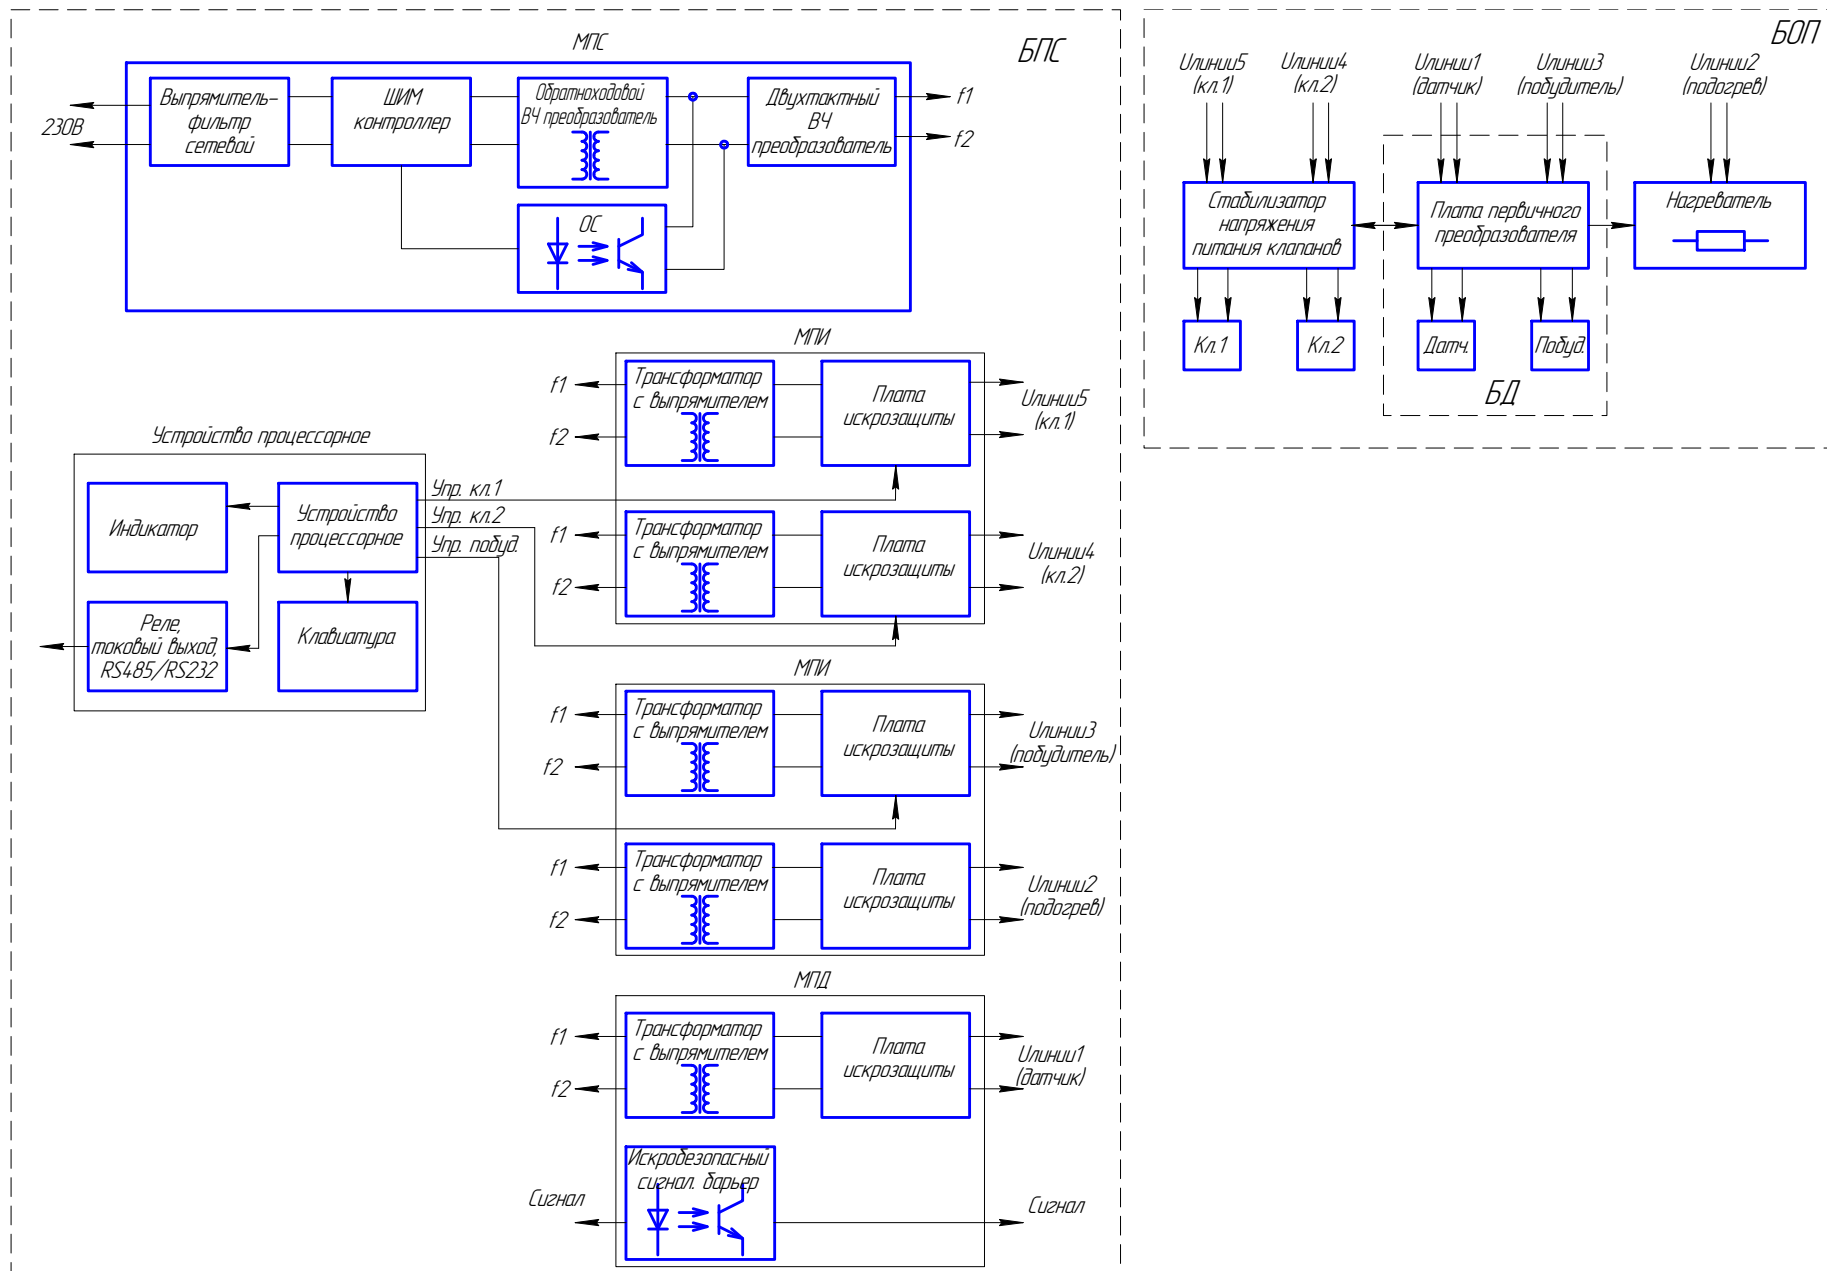 МПС
БПС
Выпрямитель-
фильтр
сетевой
ШИМ
контроллер
Обратноходовой
ВЧ преобразователь
Двухтактный
ВЧ
преобразователь
230В
f1
f2
ОС
БОП
Uлинии5
(кл.1)
Uлинии4
(кл.2)
Uлинии1
(датчик)
Uлинии3
(побудитель)
Uлинии2
(подогрев)
Стабилизатор
напряжения
питания клапанов
Плата первичного
преобразователя
Нагреватель
Кл.1
Кл.2
Датч.
Побуд.
БД
МПИ
f1
f2
Трансформатор
с выпрямителем
Плата
искрозащиты
Uлинии5
(кл.1)
f1
f2
Трансформатор
с выпрямителем
Плата
искрозащиты
Uлинии4
(кл.2)
Устройство процессорное
Индикатор
Устройство
процессорное
Реле,
токовый выход,
RS485/RS232
Клавиатура
Упр. кл.1
Упр. кл.2
Упр. побуд.
МПИ
f1
f2
Трансформатор
с выпрямителем
Плата
искрозащиты
Uлинии3
(побудитель)
f1
f2
Трансформатор
с выпрямителем
Плата
искрозащиты
Uлинии2
(подогрев)
МПД
f1
f2
Трансформатор
с выпрямителем
Плата
искрозащиты
Uлинии1
(датчик)
Искробезопасный
сигнал. барьер
Сигнал
Сигнал